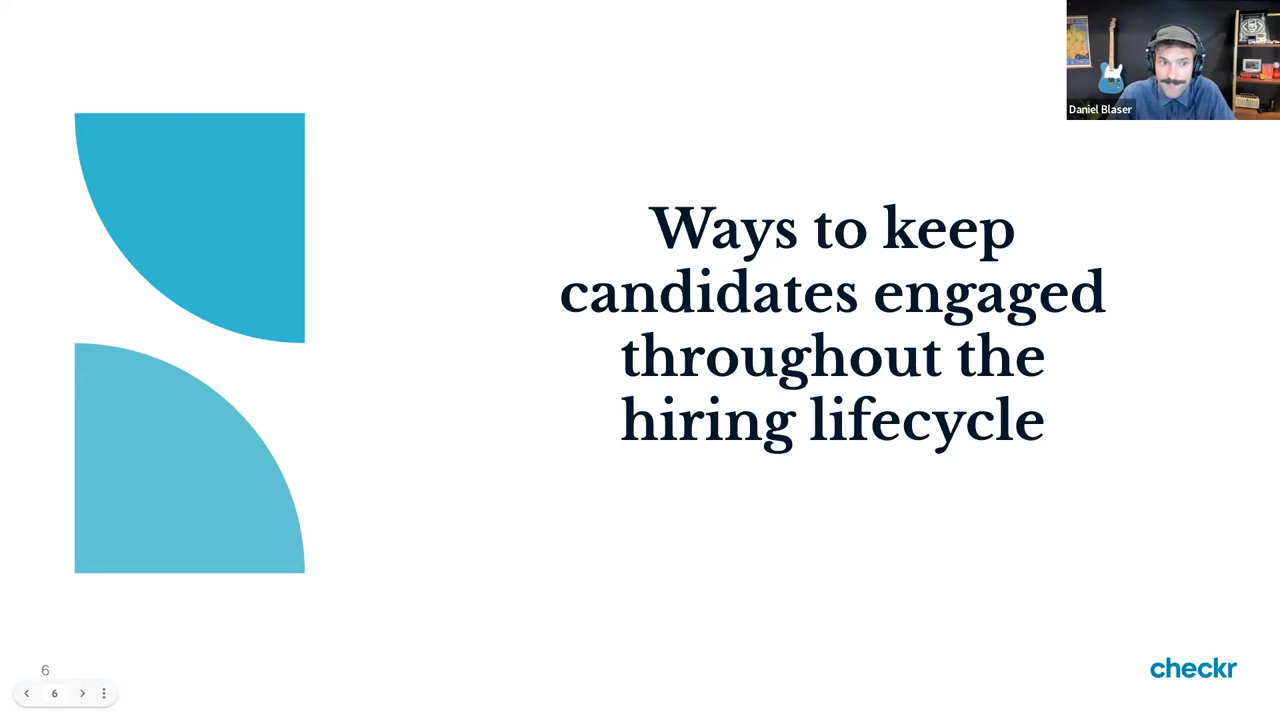 Daniel Blaser
Ways to keep
candidates engaged
throughout the
hiring lifecycle
6
6
checkr